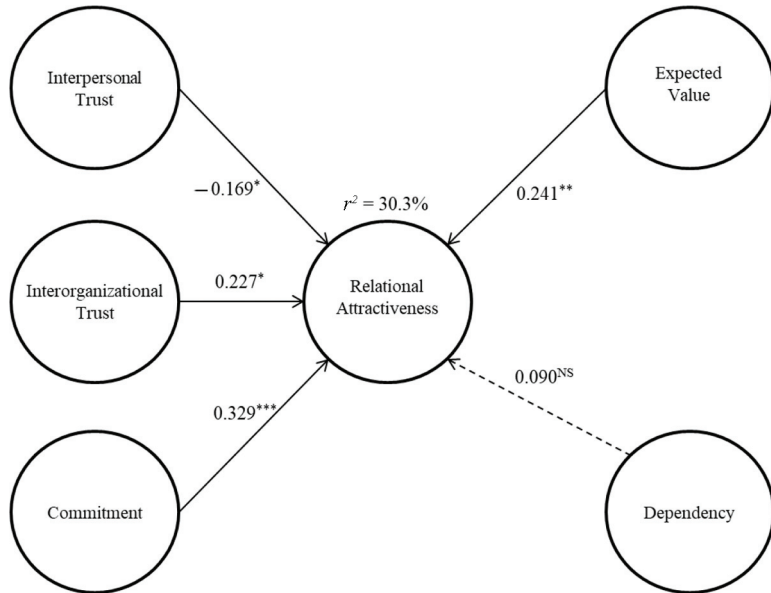 Interpersonal
Trust
Expected
Value
−0.169*
0.241**
r² = 30.3%
Interorganizational
Trust
0.227*
Relational
Attractiveness
0.329***
0.090NS
Commitment
Dependency